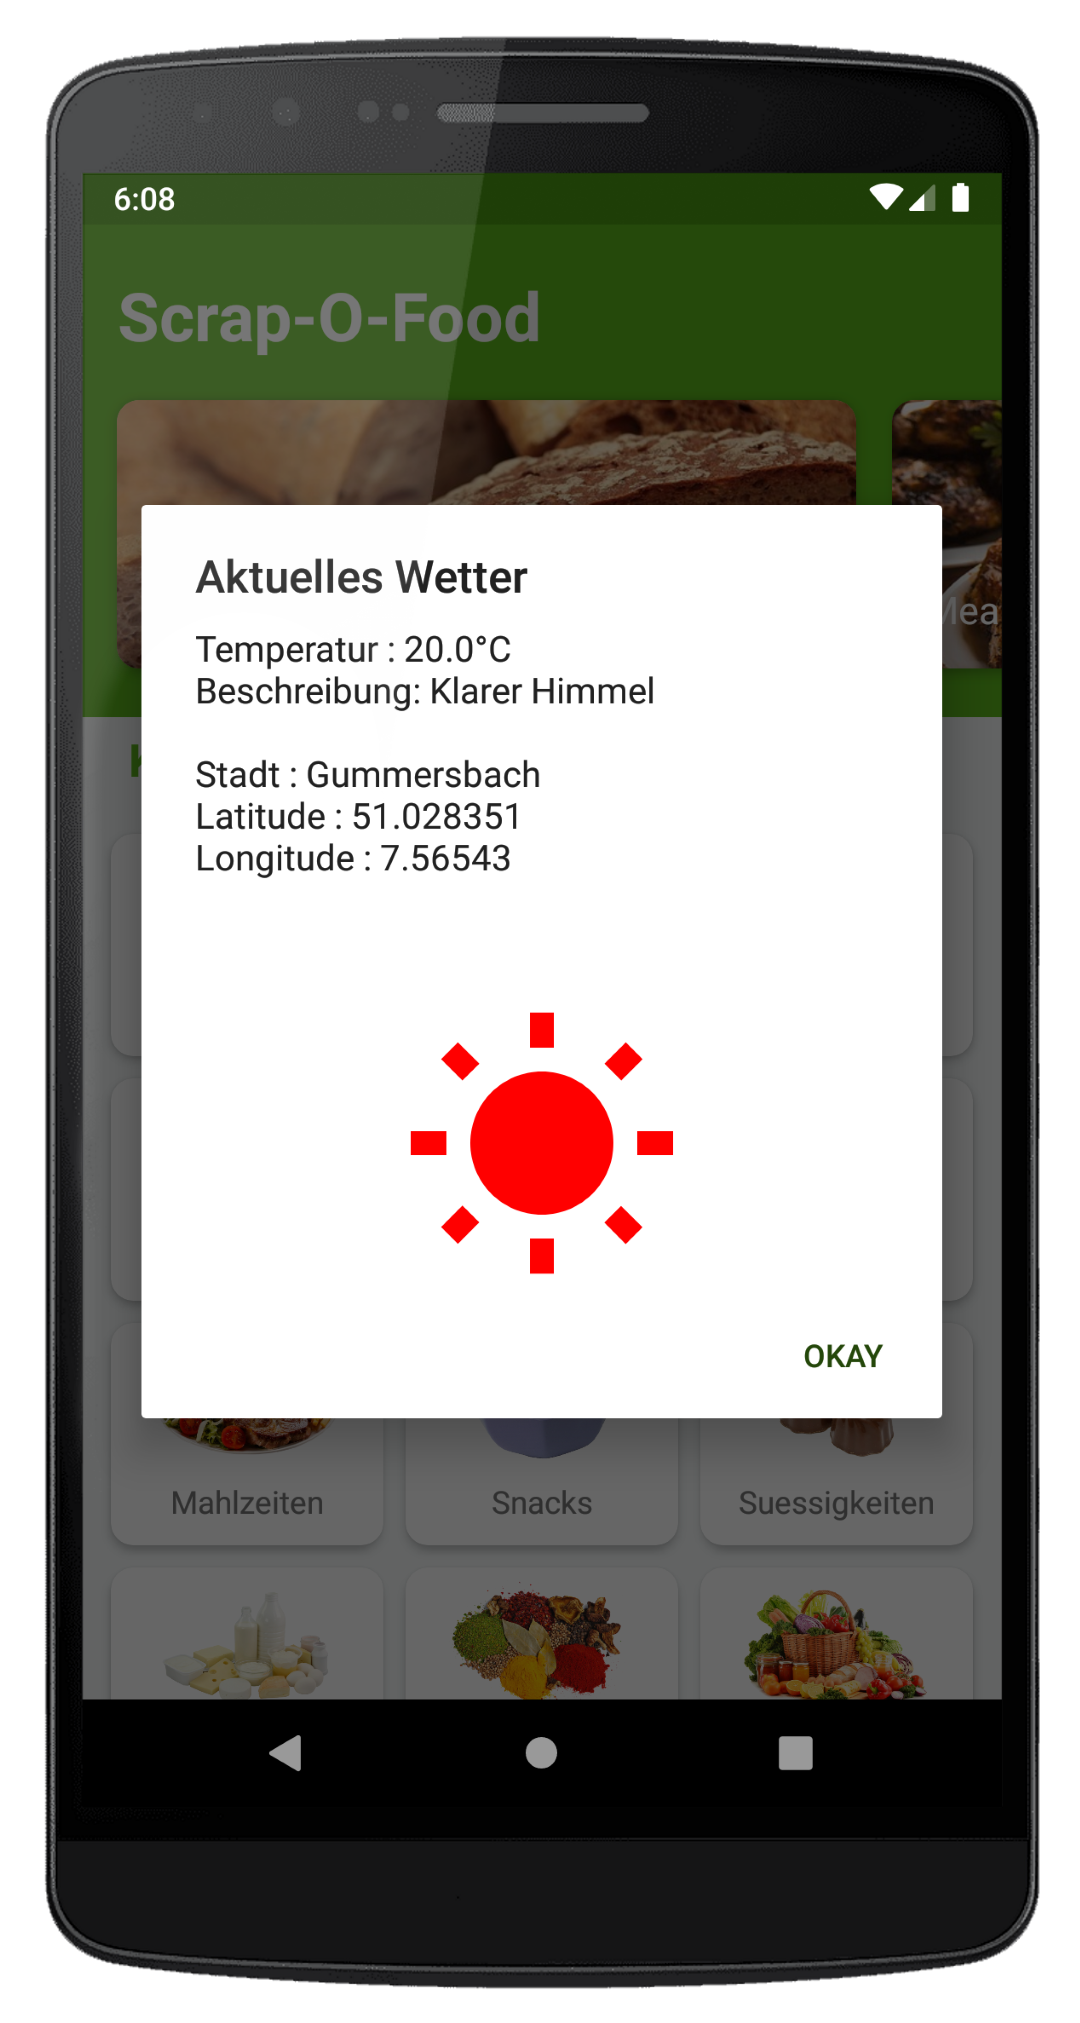 6:08
Scrap-O-Food
Mea
Aktuelles Wetter
Temperatur : 20.0°C
Beschreibung: Klarer Himmel
Stadt : Gummersbach
Latitude : 51.028351
Longitude : 7.56543
OKAY
Mahlzeiten
Snacks
Suessigkeiten